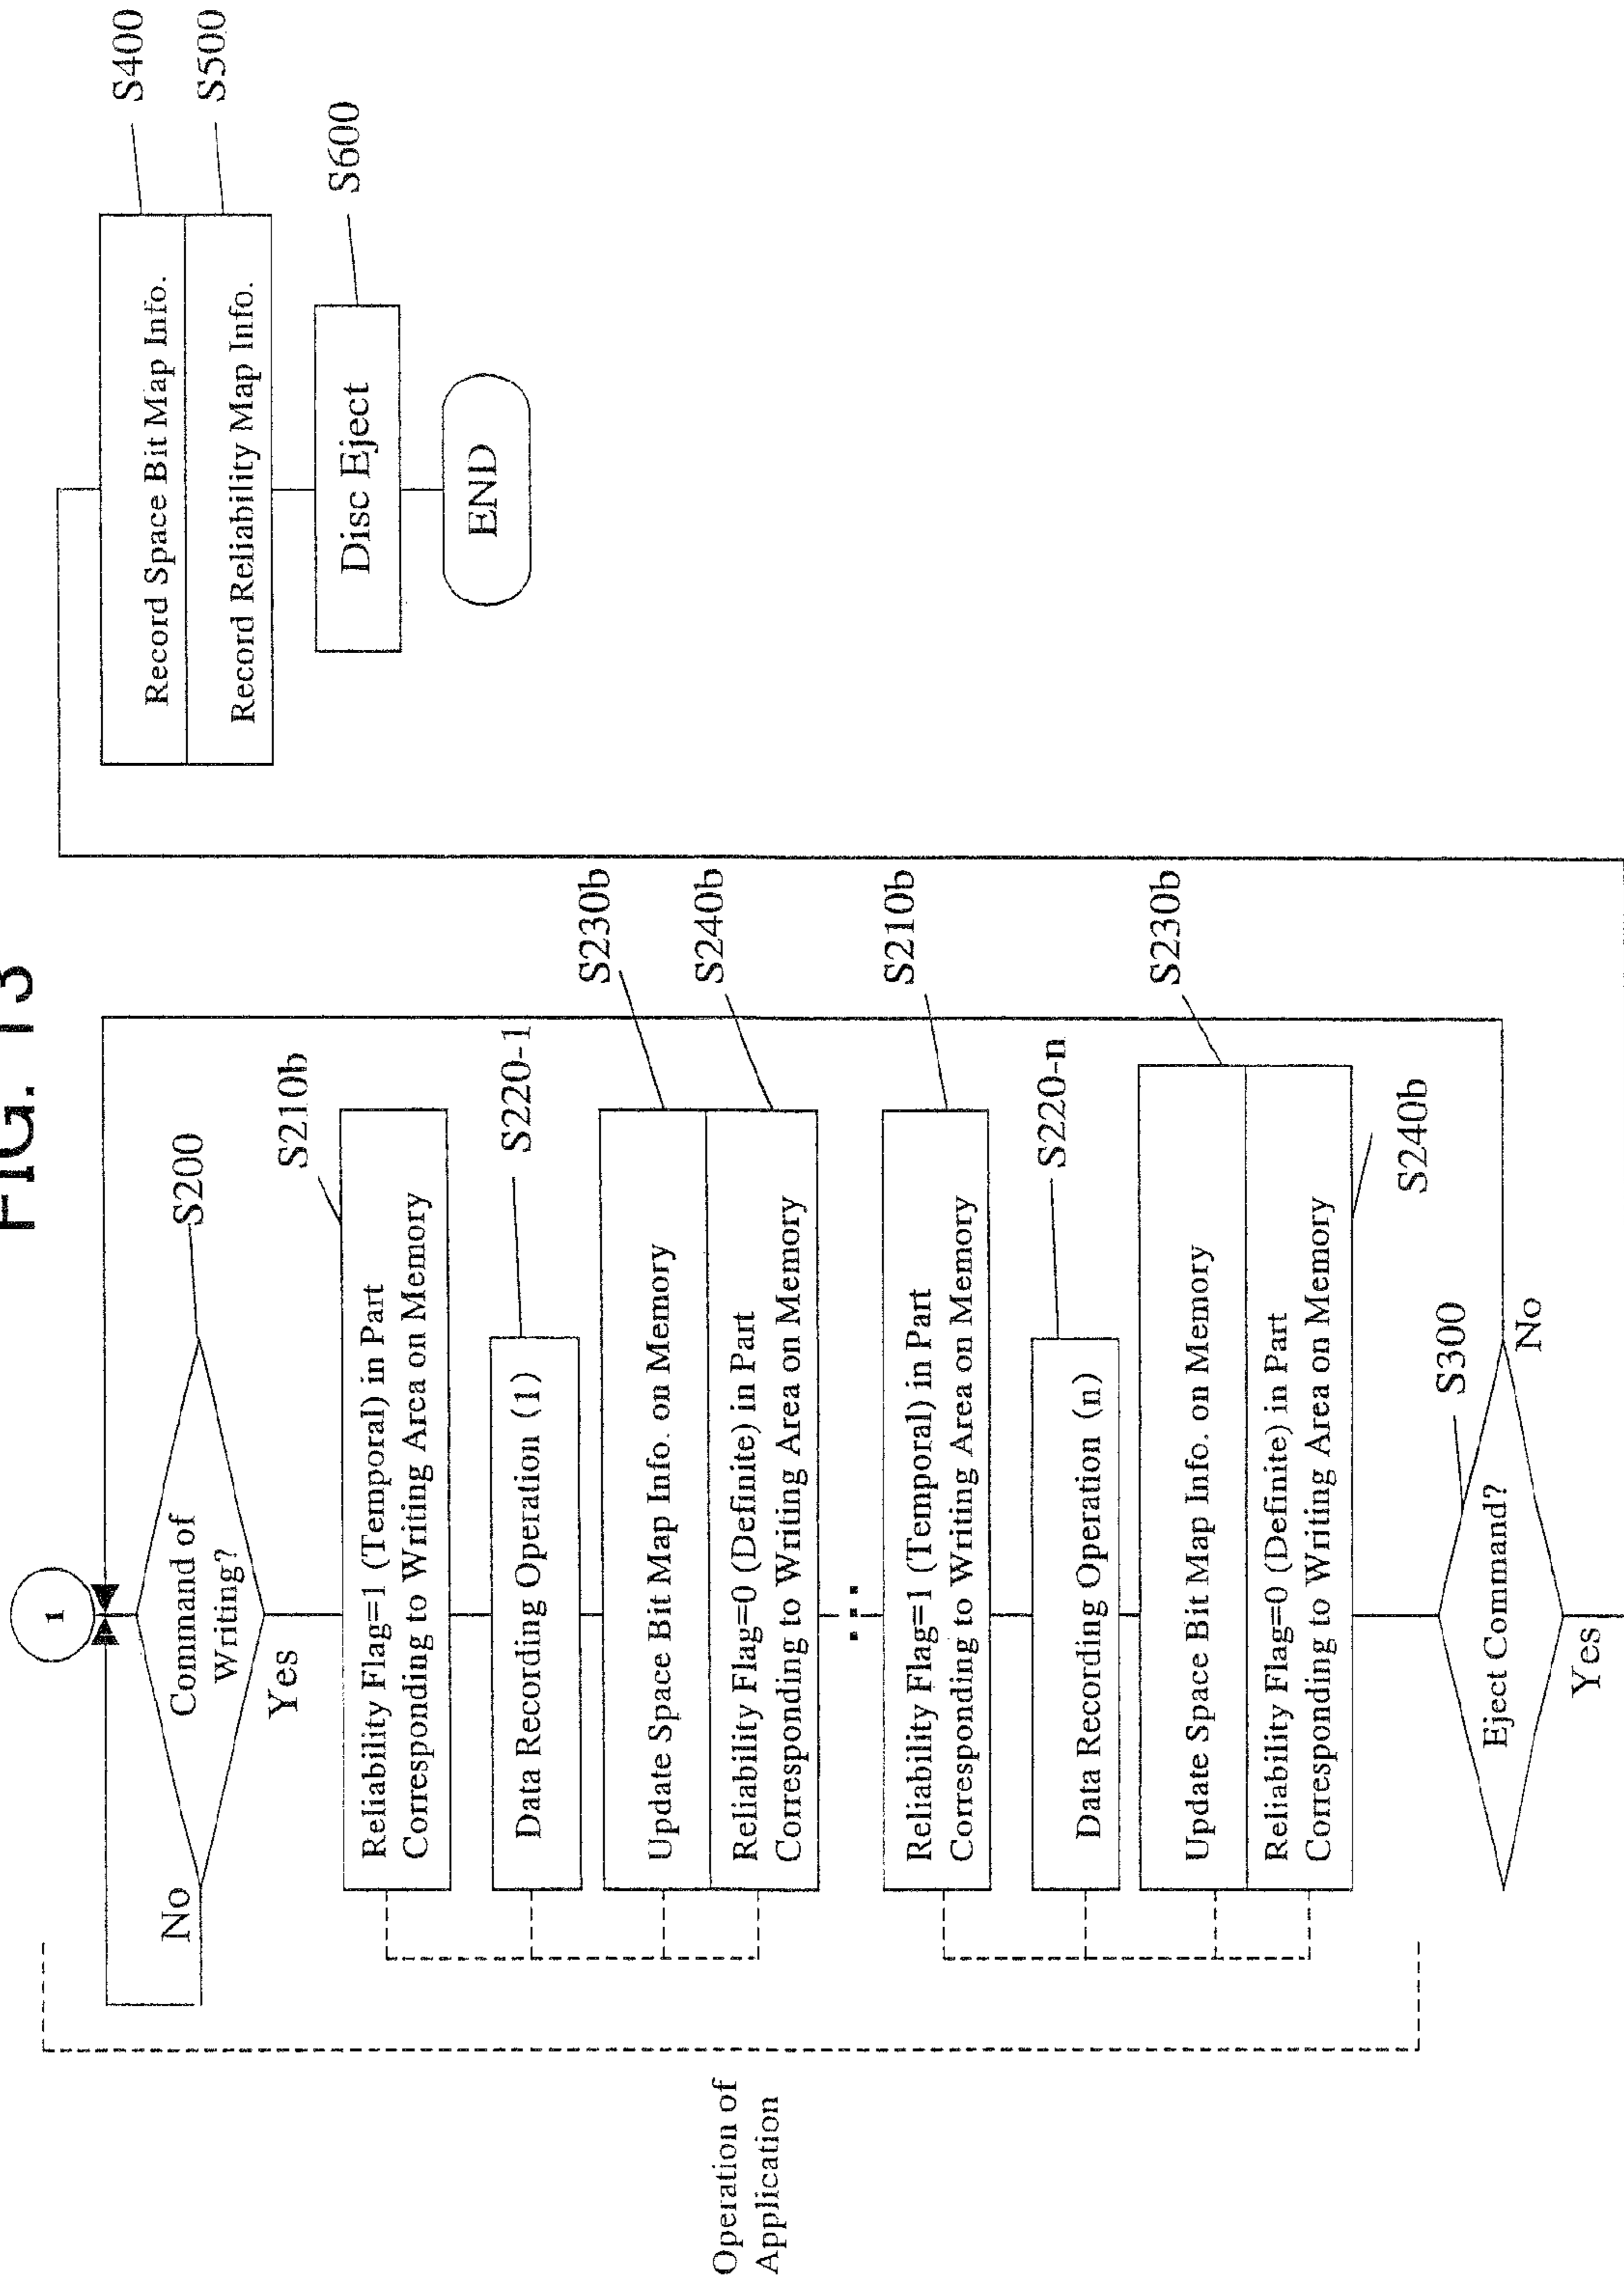 FIG. 13
1
Command of
Writing?
S200
No
Yes
S210b
Reliability Flag=1 (Temporal) in Part
Corresponding to Writing Area on Memory
S220-1
Data Recording Operation (1)
S230b
Update Space Bit Map Info. on Memory
S240b
Reliability Flag=0 (Definite) in Part
Corresponding to Writing Area on Memory
S210b
Reliability Flag=1 (Temporal) in Part
Corresponding to Writing Area on Memory
S220-n
Data Recording Operation (n)
S230b
Update Space Bit Map Info. on Memory
Reliability Flag=0 (Definite) in Part
Corresponding to Writing Area on Memory
S240b
S300
Eject Command?
No
Yes
Operation of
Application
S400
Record Space Bit Map Info.
S500
Record Reliability Map Info.
S600
Disc Eject
END